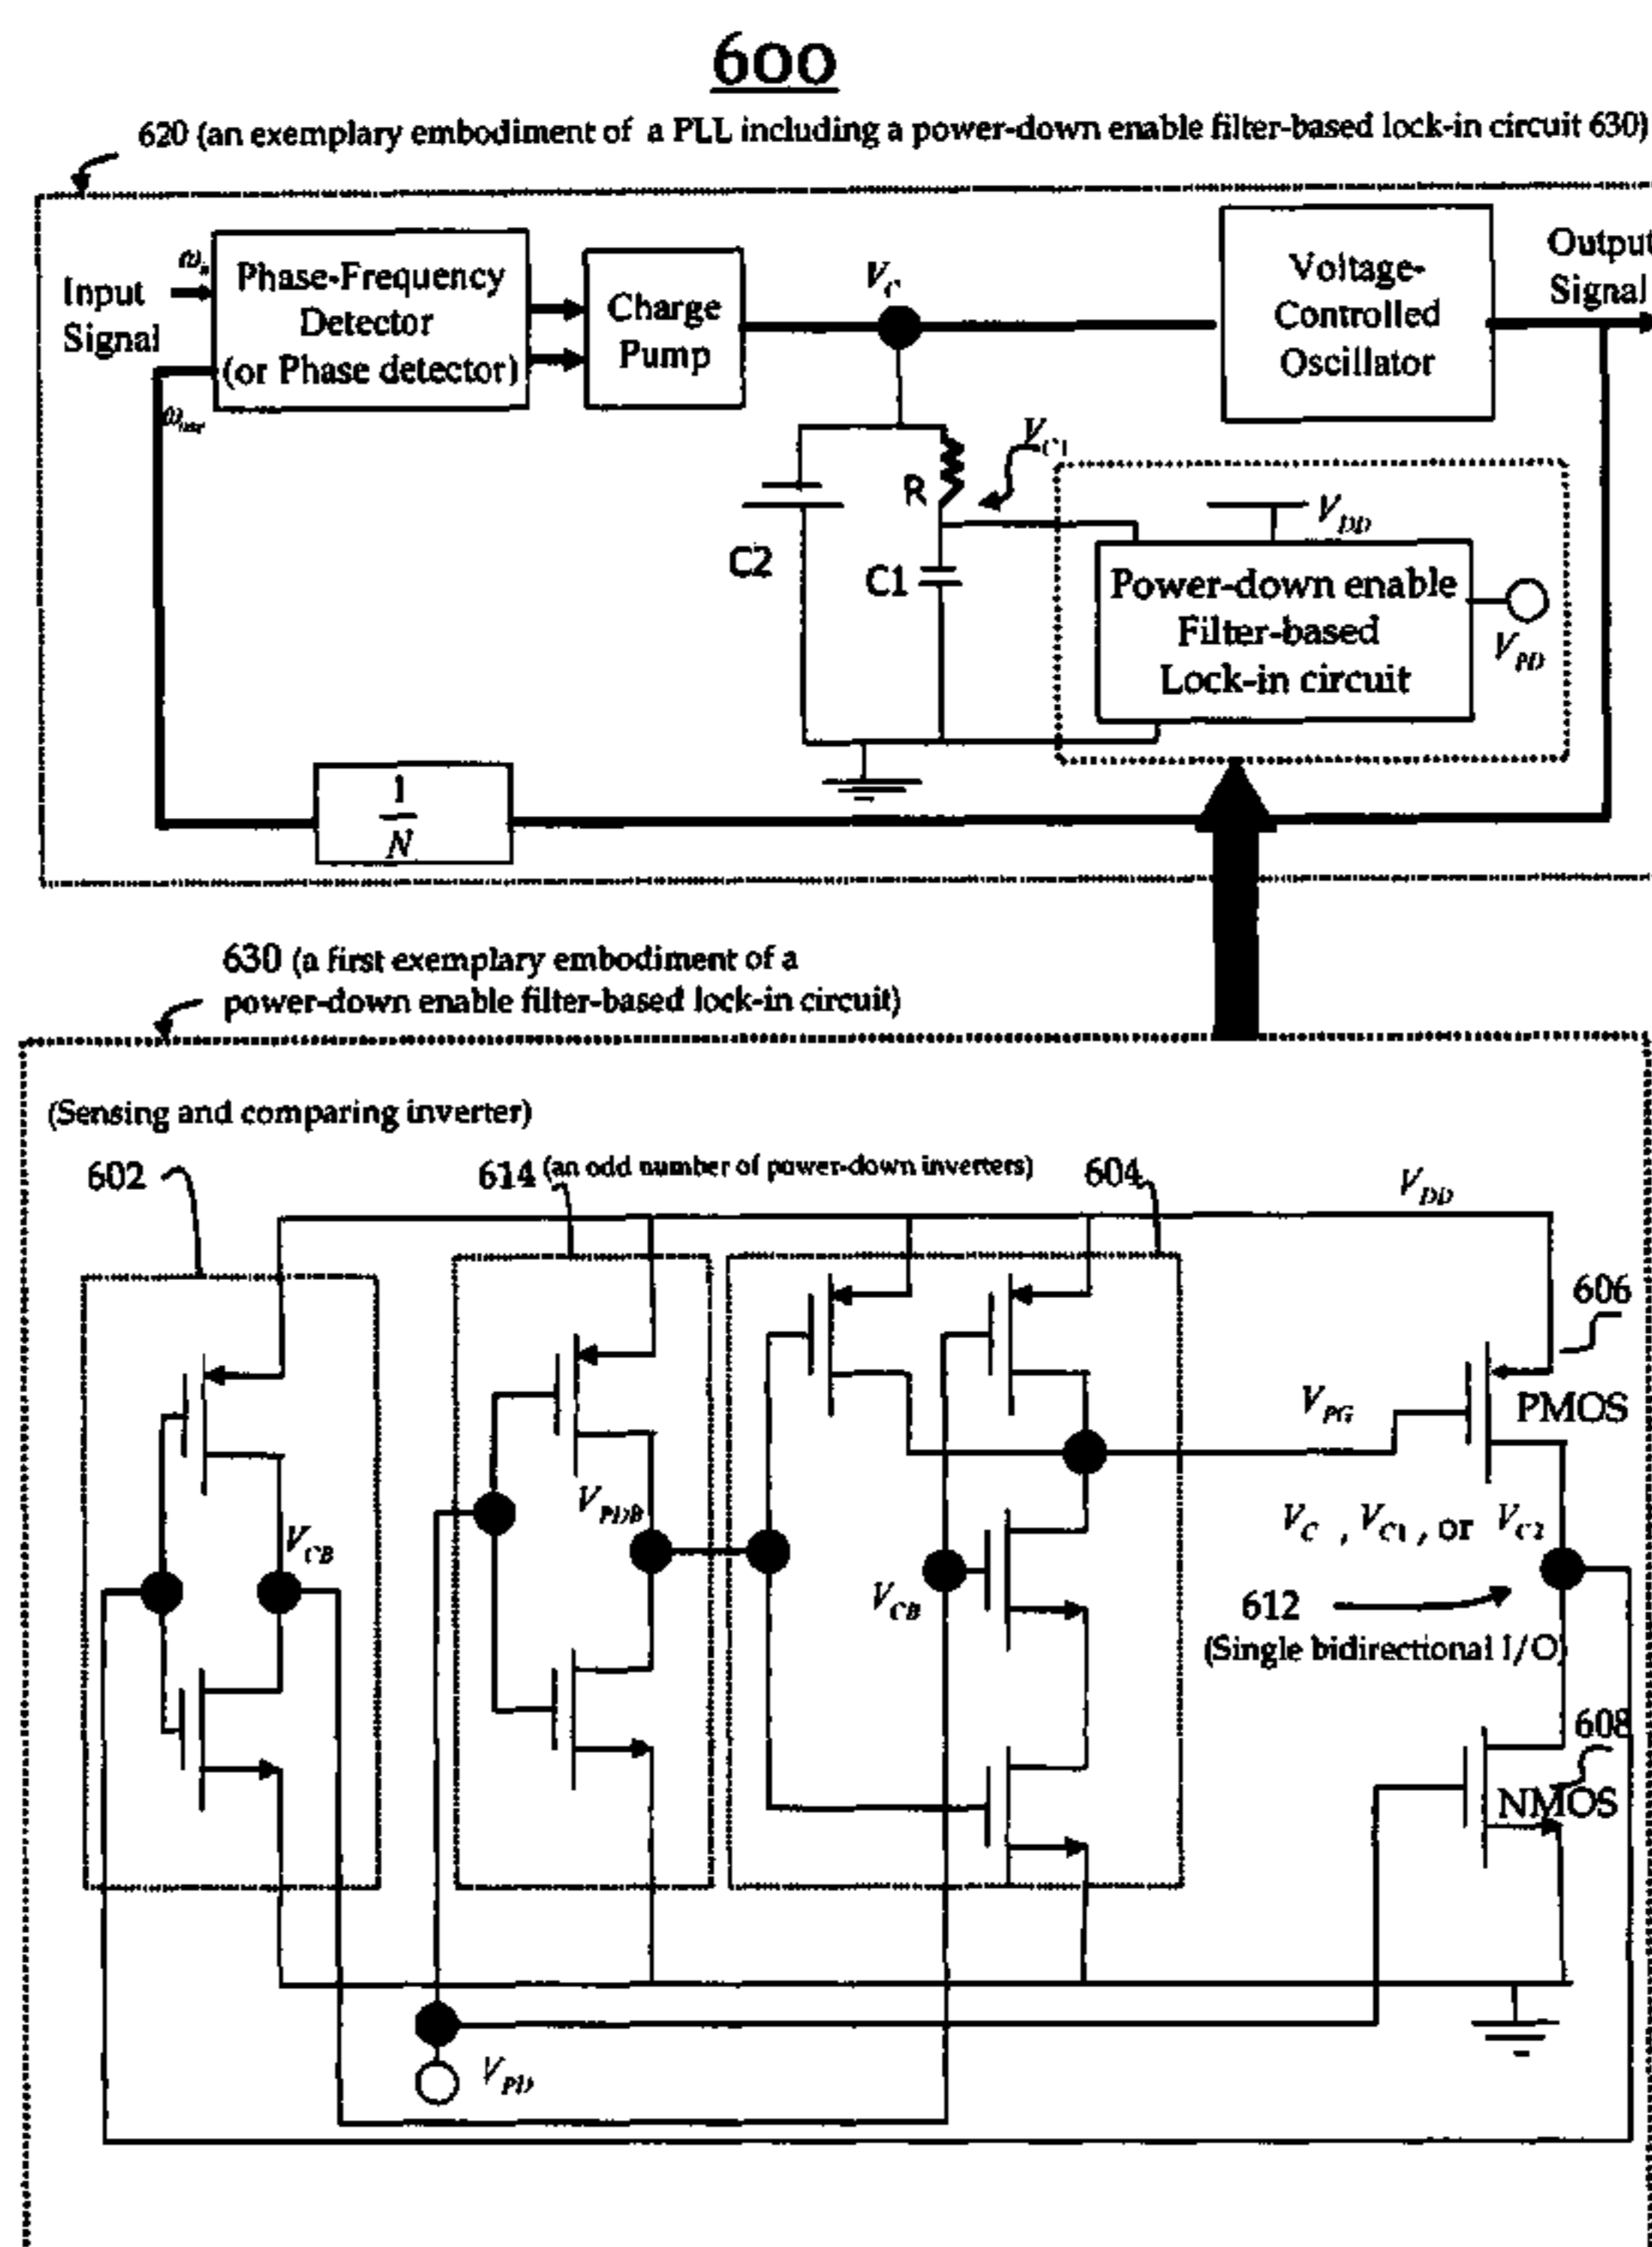 600
620 (an exemplary embodiment of a PLL including a power-down enable filter-based lock-in circuit 630)
Input
Signal
Phase-Frequency
Detector
(or Phase detector)
Charge
Pump
V_C
Voltage-
Controlled
Oscillator
Output
Signal
R
V_C1
C2
C1
V_DD
Power-down enable
Filter-based
Lock-in circuit
V_PD
1
N
630 (a first exemplary embodiment of a
power-down enable filter-based lock-in circuit)
(Sensing and comparing inverter)
602
614 (an odd number of power-down inverters)
604
V_DD
606
PMOS
V_PG
V_PDB
V_CB
V_C , V_C1 , or V_C2
V_CB
612
(Single bidirectional I/O)
608
NMOS
V_PD